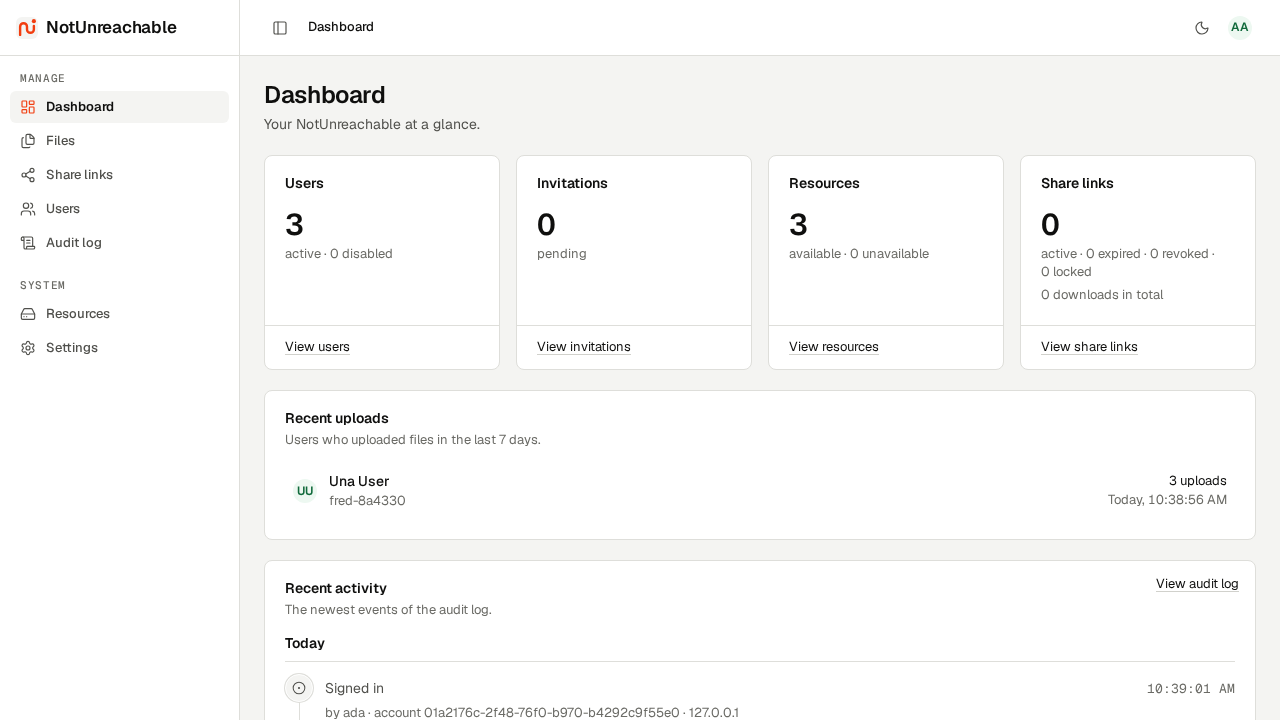 NotUnreachable
Dashboard
AA
MANAGE
Dashboard
Files
Share links
Users
Audit log
SYSTEM
Resources
Settings
Dashboard
Your NotUnreachable at a glance.
Users
3
active · 0 disabled
View users
Invitations
0
pending
View invitations
Resources
3
available · 0 unavailable
View resources
Share links
0
active · 0 expired · 0 revoked ·
0 locked
0 downloads in total
View share links
Recent uploads
Users who uploaded files in the last 7 days.
UU
Una User
fred-8a4330
3 uploads
Today, 10:38:56 AM
Recent activity
The newest events of the audit log.
View audit log
Today
Signed in
10:39:01 AM
by ada · account 01a2176c-2f48-76f0-b970-b4292c9f55e0 · 127.0.0.1